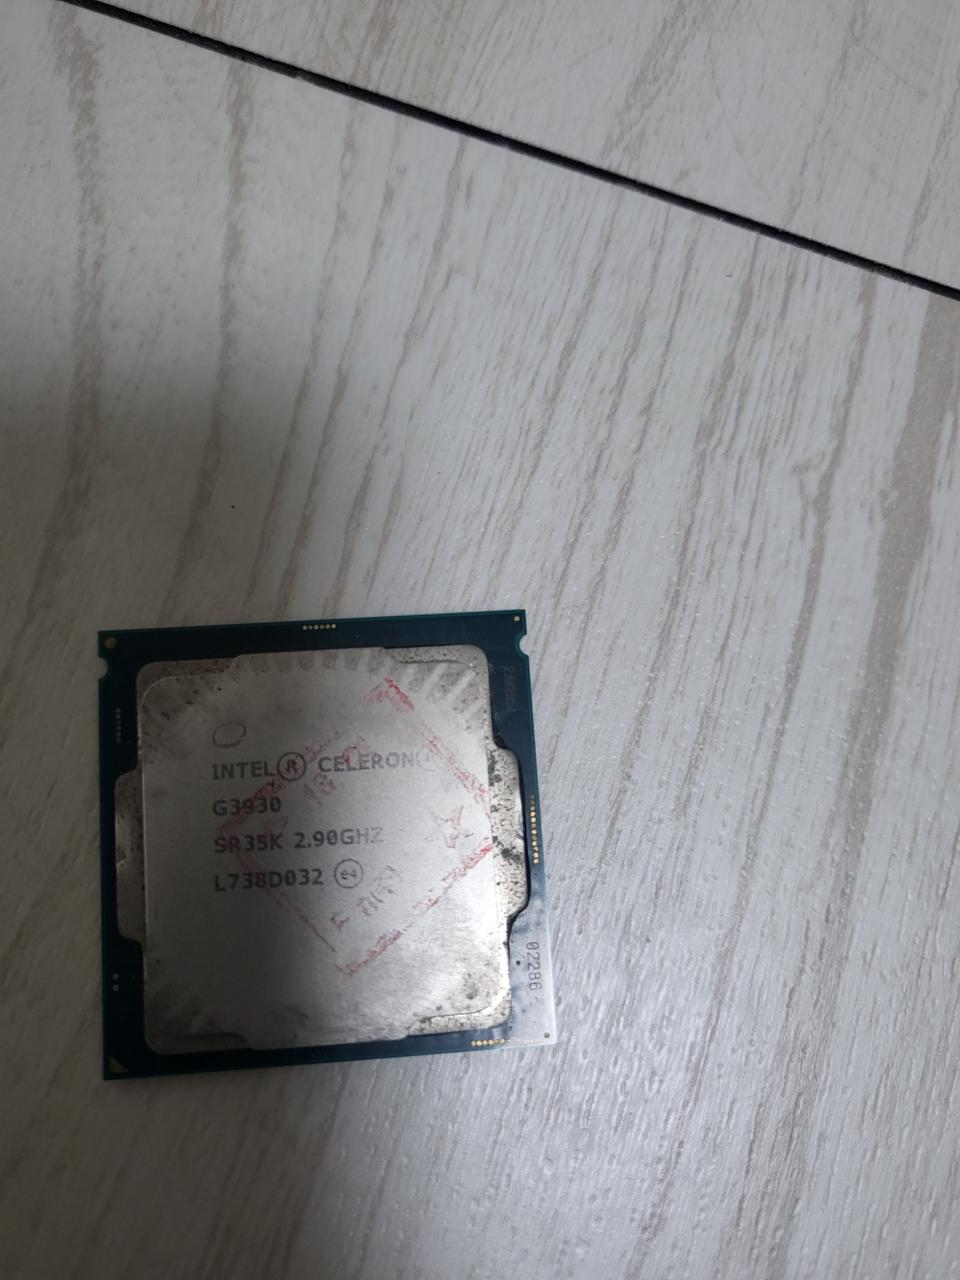 INTEL® CELERON®
G3930
SR35K 2.90GHZ
L738D032 e4
02286